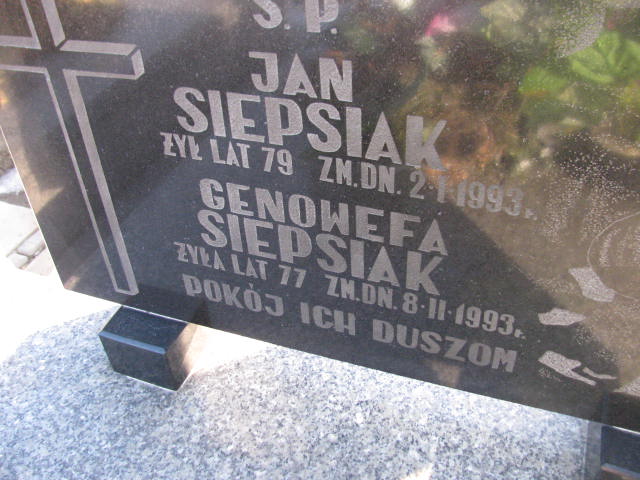 S. P.
JAN
SIEPSIAK
ŻYŁ LAT 79 ZM. DN. 2·I·1993 r.
GENOWEFA
SIEPSIAK
ŻYŁA LAT 77 ZM. DN. 8·II·1993 r.
POKÓJ ICH DUSZOM